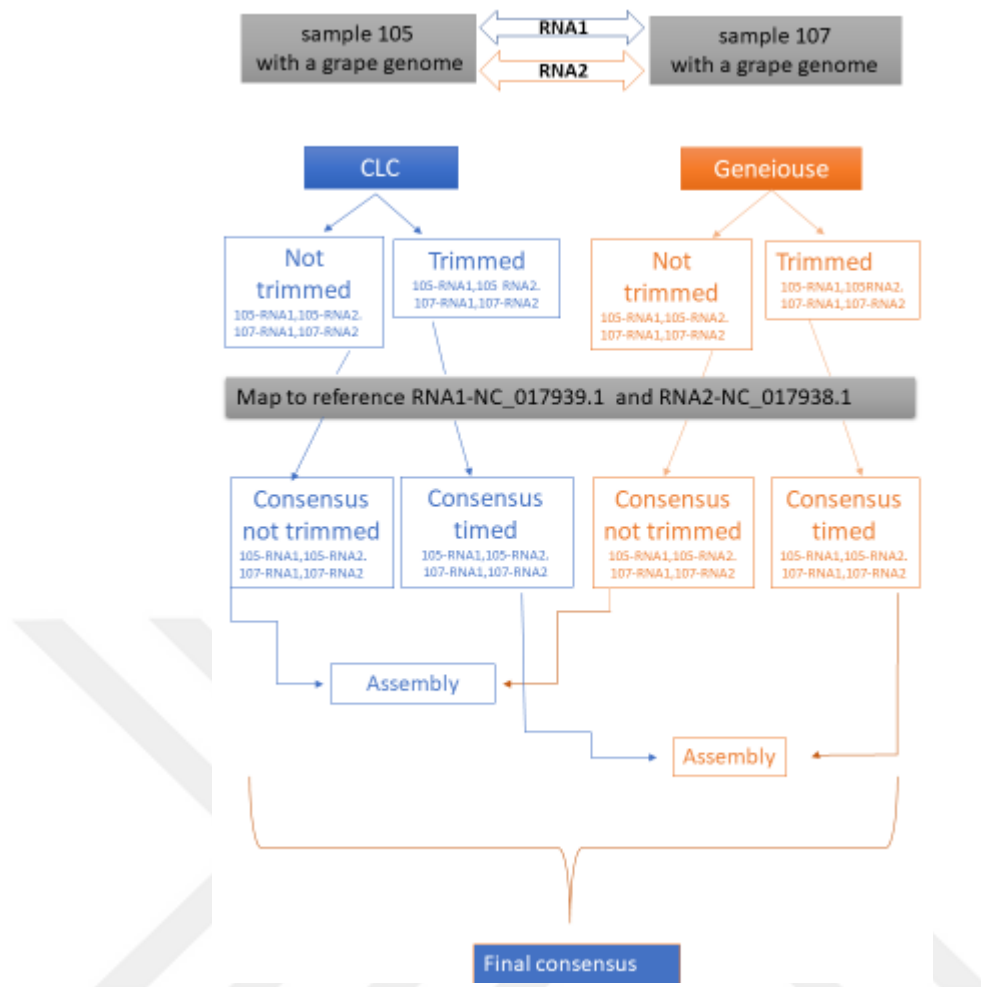 sample 105
with a grape genome
RNA1
RNA2
sample 107
with a grape genome
CLC
Geneiouse
Not
trimmed
105-RNA1,105-RNA2.
107-RNA1,107-RNA2
Trimmed
105-RNA1,105 RNA2.
107-RNA1,107-RNA2
Not
trimmed
105-RNA1,105-RNA2.
107-RNA1,107-RNA2
Trimmed
105-RNA1,105RNA2.
107-RNA1,107-RNA2
Map to reference RNA1-NC_017939.1 and RNA2-NC_017938.1
Consensus
not trimmed
105-RNA1,105-RNA2.
107-RNA1,107-RNA2
Consensus
timed
105-RNA1,105-RNA2.
107-RNA1,107-RNA2
Consensus
not trimmed
105-RNA1,105-RNA2.
107-RNA1,107-RNA2
Consensus
timed
105-RNA1,105-RNA2.
107-RNA1,107-RNA2
Assembly
Assembly
Final consensus